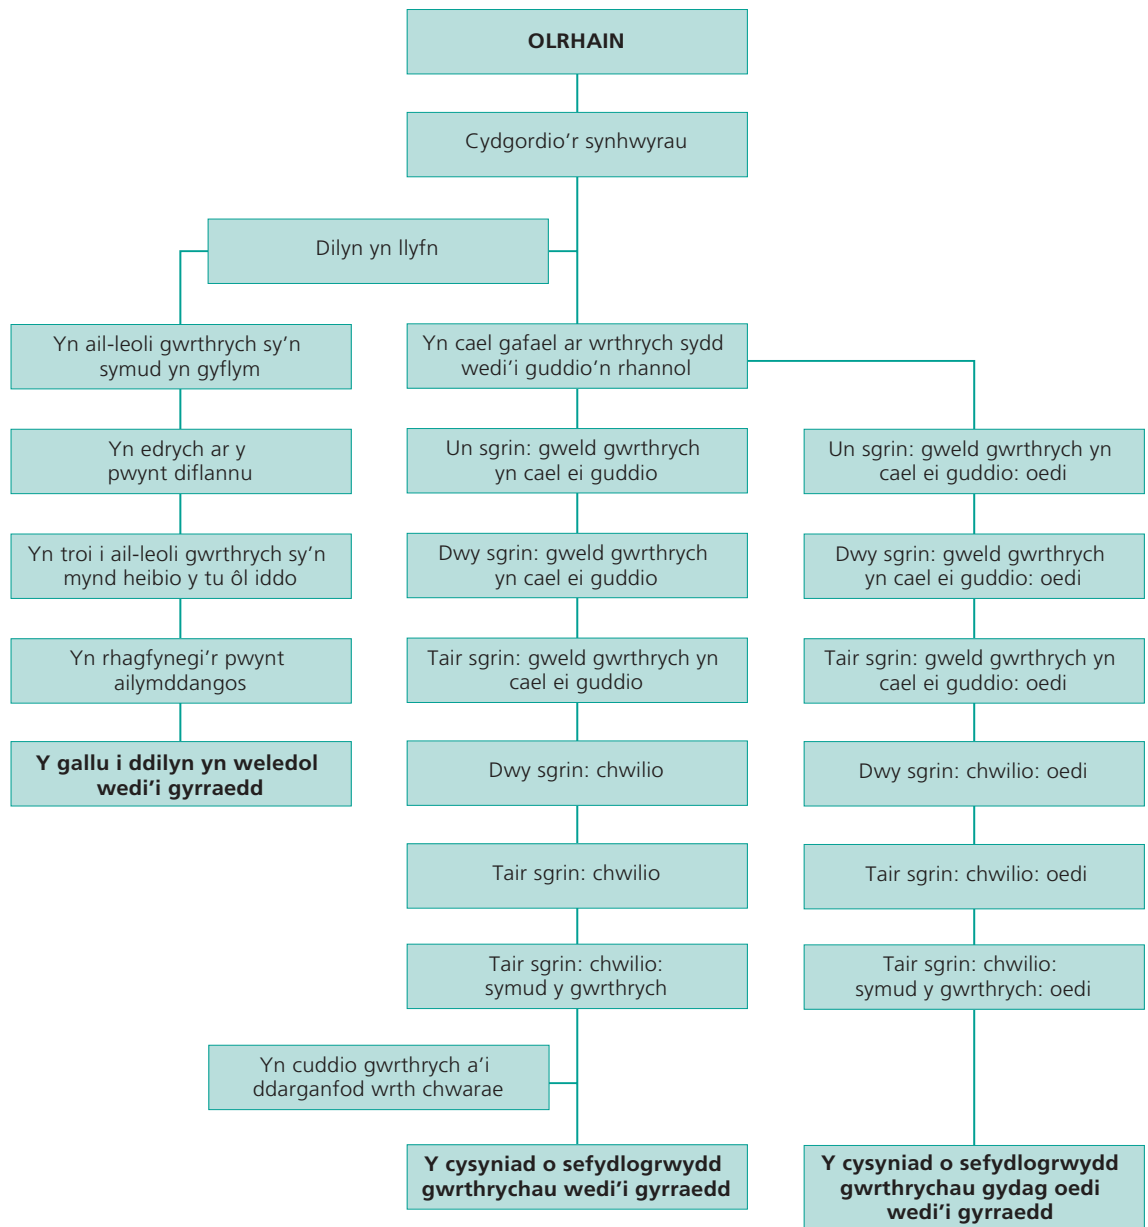 OLRHAIN
Cydgordio'r synhwyrau
Dilyn yn llyfn
Yn ail-leoli gwrthrych sy'n
symud yn gyflym
Yn edrych ar y
pwynt diflannu
Yn troi i ail-leoli gwrthrych sy'n
mynd heibio y tu ôl iddo
Yn rhagfynegi'r pwynt
ailymddangos
Y gallu i ddilyn yn weledol
wedi'i gyrraedd
Yn cael gafael ar wrthrych sydd
wedi'i guddio'n rhannol
Un sgrin: gweld gwrthrych
yn cael ei guddio
Dwy sgrin: gweld gwrthrych
yn cael ei guddio
Tair sgrin: gweld gwrthrych yn
cael ei guddio
Dwy sgrin: chwilio
Tair sgrin: chwilio
Tair sgrin: chwilio:
symud y gwrthrych
Yn cuddio gwrthrych a'i
ddarganfod wrth chwarae
Y cysyniad o sefydlogrwydd
gwrthrychau wedi'i gyrraedd
Un sgrin: gweld gwrthrych yn
cael ei guddio: oedi
Dwy sgrin: gweld gwrthrych
yn cael ei guddio: oedi
Tair sgrin: gweld gwrthrych yn
cael ei guddio: oedi
Dwy sgrin: chwilio: oedi
Tair sgrin: chwilio: oedi
Tair sgrin: chwilio:
symud y gwrthrych: oedi
Y cysyniad o sefydlogrwydd
gwrthrychau gydag oedi
wedi'i gyrraedd